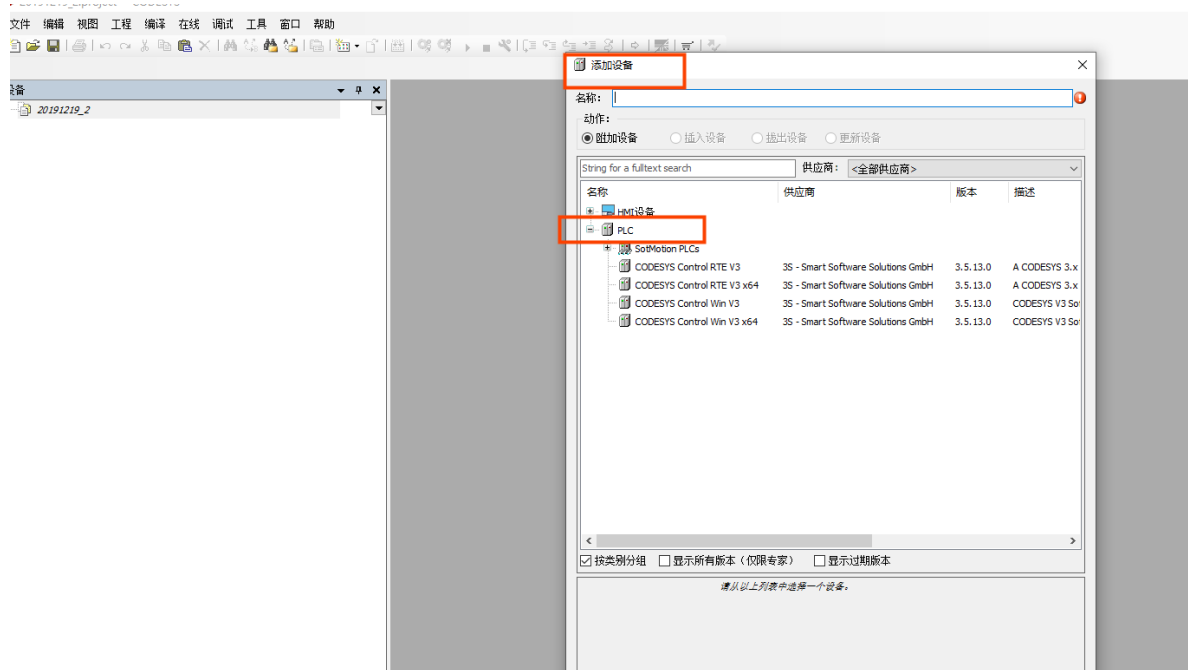 文件 编辑 视图 工程 编译 在线 调试 工具 窗口 帮助
添加设备
备
20191219_2
名称:
动作:
附加设备 插入设备 拔出设备 更新设备
String for a fulltext search 供应商: <全部供应商>
名称 供应商 版本 描述
HMI设备
PLC
SotMotion PLCs
CODESYS Control RTE V3 3S - Smart Software Solutions GmbH 3.5.13.0 A CODESYS 3.x
CODESYS Control RTE V3 x64 3S - Smart Software Solutions GmbH 3.5.13.0 A CODESYS 3.x
CODESYS Control Win V3 3S - Smart Software Solutions GmbH 3.5.13.0 CODESYS V3 So
CODESYS Control Win V3 x64 3S - Smart Software Solutions GmbH 3.5.13.0 CODESYS V3 So
按类别分组 显示所有版本(仅限专家) 显示过期版本
请从以上列表中选择一个设备。